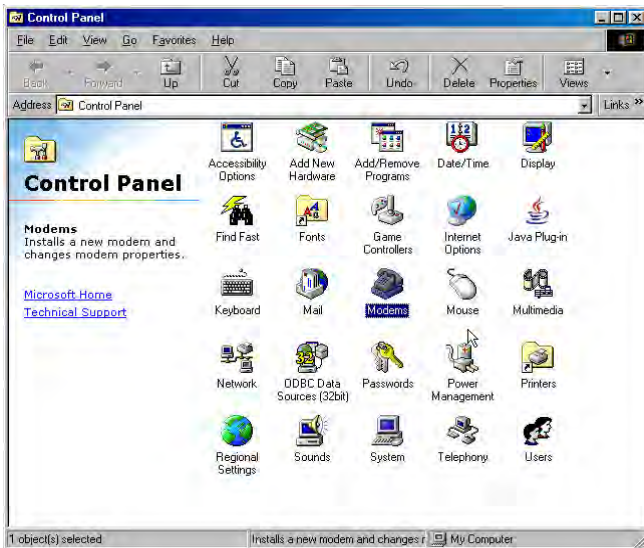 Control Panel
File Edit View Go Favorites Help
Back Forward Up Cut Copy Paste Undo Delete Properties Views
Address Control Panel Links »
Control Panel
Modems
Installs a new modem and
changes modem properties.
Microsoft Home
Technical Support
Accessibility
Options
Add New
Hardware
Add/Remove
Programs
Date/Time
Display
Find Fast
Fonts
Game
Controllers
Internet
Options
Java Plug-in
Keyboard
Mail
Modems
Mouse
Multimedia
Network
ODBC Data
Sources (32bit)
Passwords
Power
Management
Printers
Regional
Settings
Sounds
System
Telephony
Users
1 object(s) selected Installs a new modem and changes r My Computer